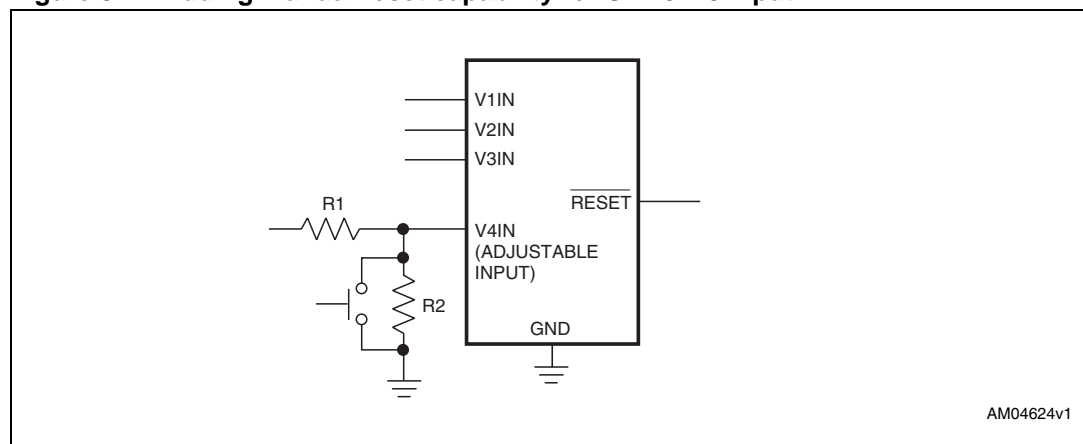 V1IN
V2IN
V3IN
RESET
R1
V4IN
(ADJUSTABLE
INPUT)
R2
GND
AM04624v1